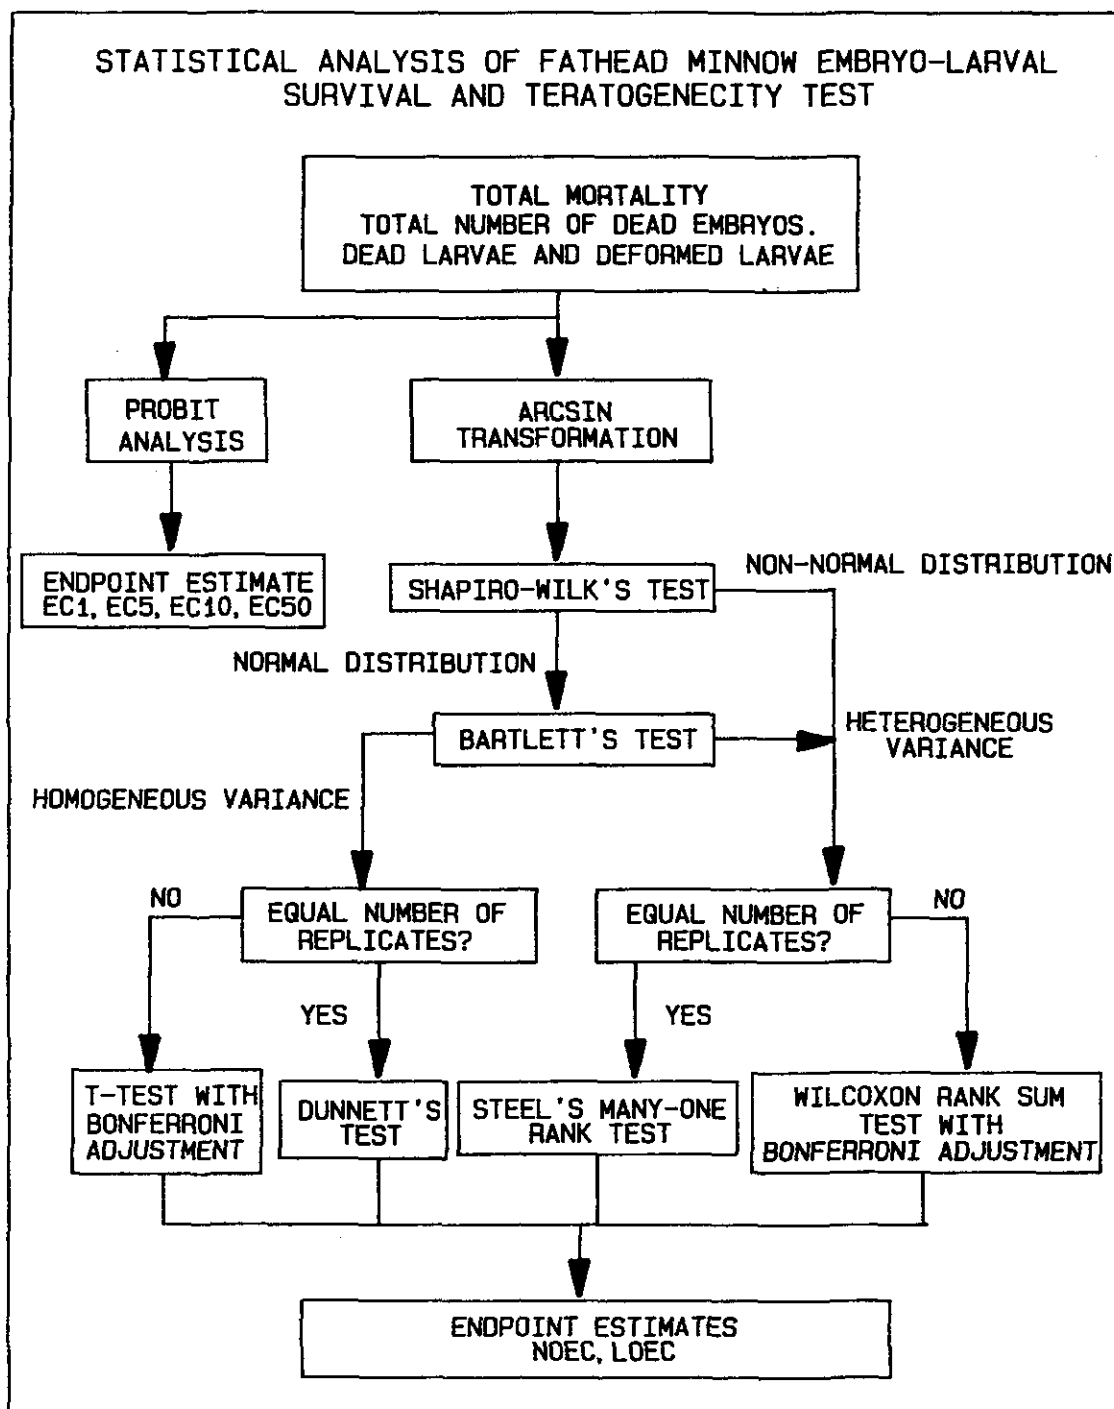 STATISTICAL ANALYSIS OF FATHEAD MINNOW EMBRYO-LARVAL
SURVIVAL AND TERATOGENECITY TEST
TOTAL MORTALITY
TOTAL NUMBER OF DEAD EMBRYOS.
DEAD LARVAE AND DEFORMED LARVAE
PROBIT
ANALYSIS
ARCSIN
TRANSFORMATION
ENDPOINT ESTIMATE
EC1, EC5, EC10, EC50
SHAPIRO-WILK'S TEST
NON-NORMAL DISTRIBUTION
NORMAL DISTRIBUTION
BARTLETT'S TEST
HETEROGENEOUS
VARIANCE
HOMOGENEOUS VARIANCE
NO
EQUAL NUMBER OF
REPLICATES?
EQUAL NUMBER OF
REPLICATES?
NO
YES
YES
T-TEST WITH
BONFERRONI
ADJUSTMENT
DUNNETT'S
TEST
STEEL'S MANY-ONE
RANK TEST
WILCOXON RANK SUM
TEST WITH
BONFERRONI ADJUSTMENT
ENDPOINT ESTIMATES
NOEC, LOEC